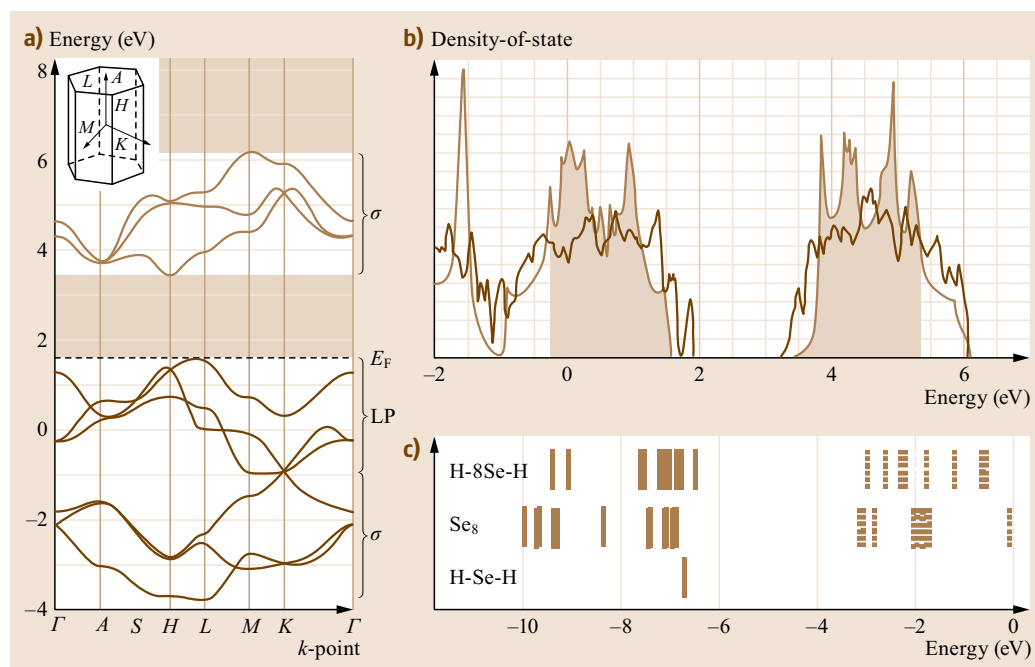 a) Energy (eV)
8
6
4
2
0
−2
−4
L
A
H
M
K
σ
E_F
LP
σ
Γ A S H L M K Γ
k-point
b) Density-of-state
−2 0 2 4 6
Energy (eV)
c)
H-8Se-H
Se₈
H-Se-H
−10 −8 −6 −4 −2 0
Energy (eV)